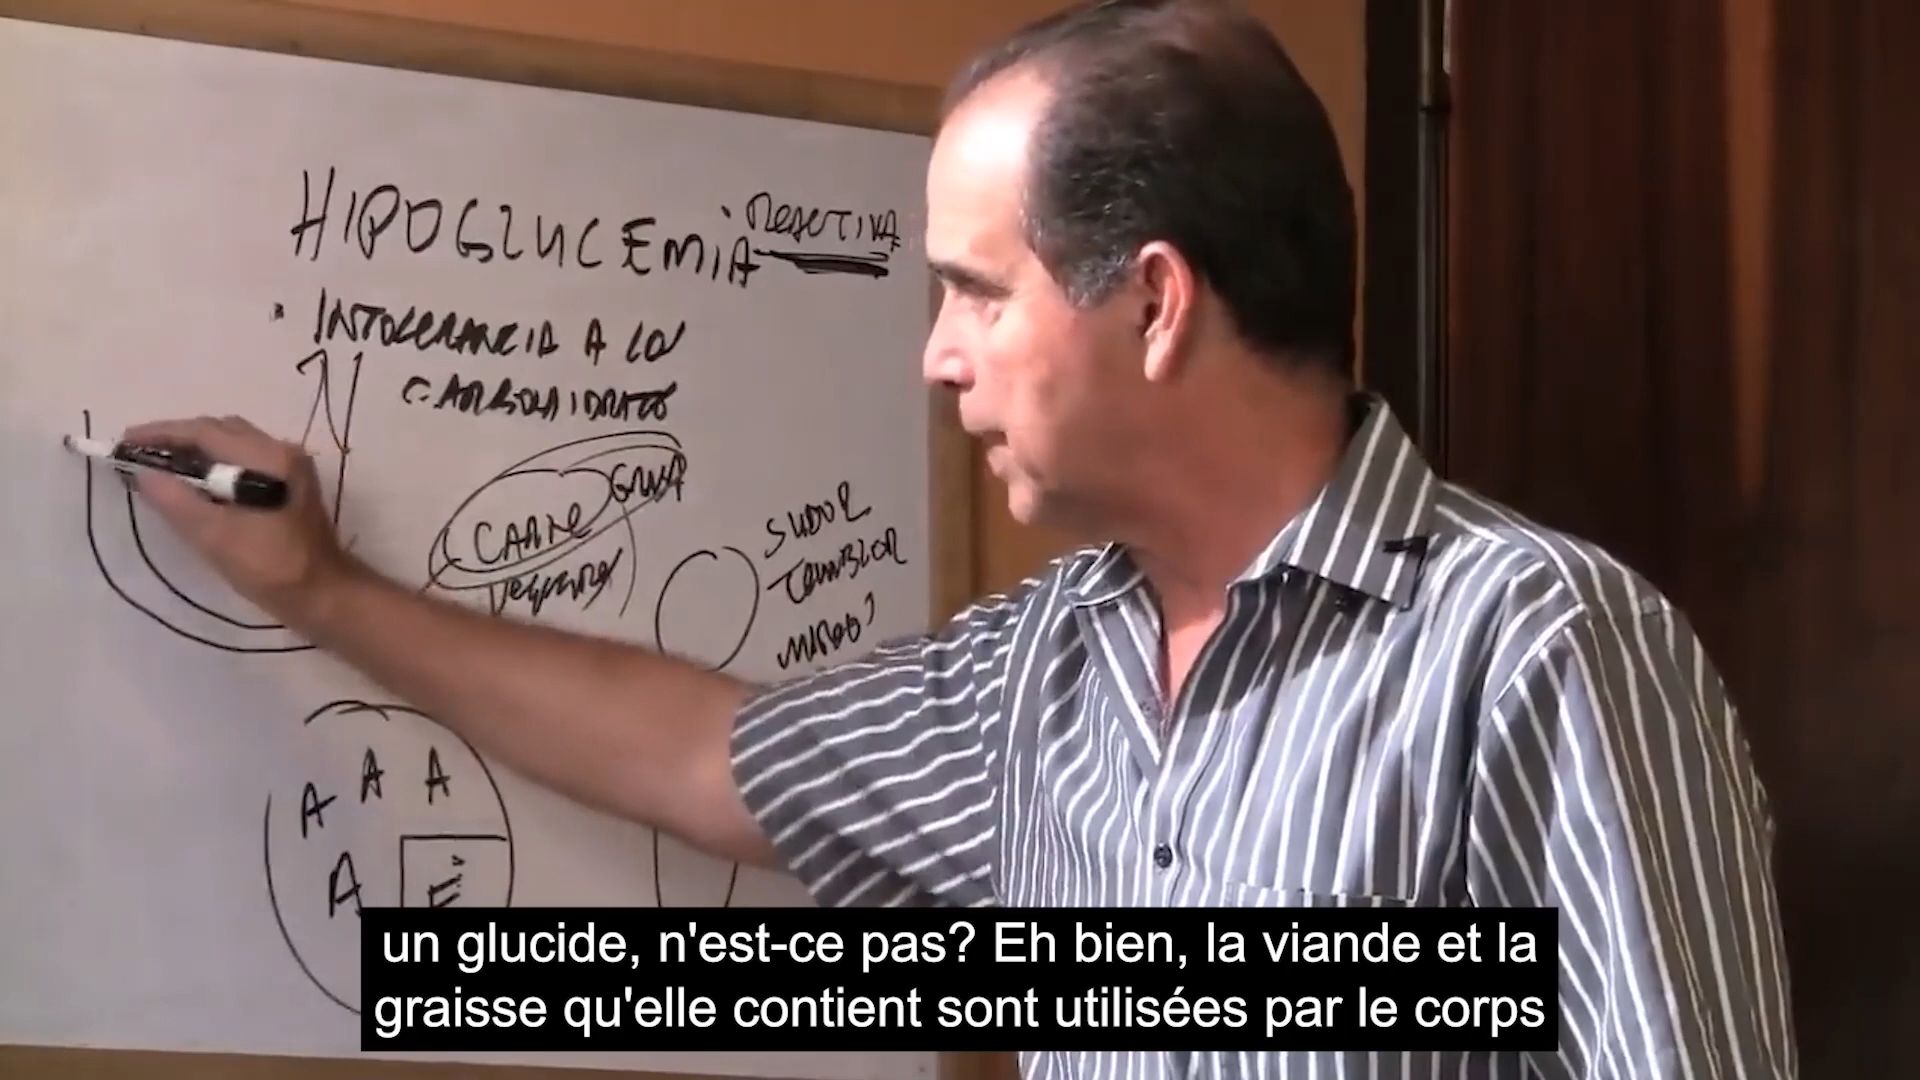 HIPOGLUCEMIA REACTIVA
• INTOLERANCIA A LOS
CARBOHIDRATOS
GRASA
CARNE
SUDOR
TEMBLOR
A A A
A E
un glucide, n'est-ce pas? Eh bien, la viande et la
graisse qu'elle contient sont utilisées par le corps